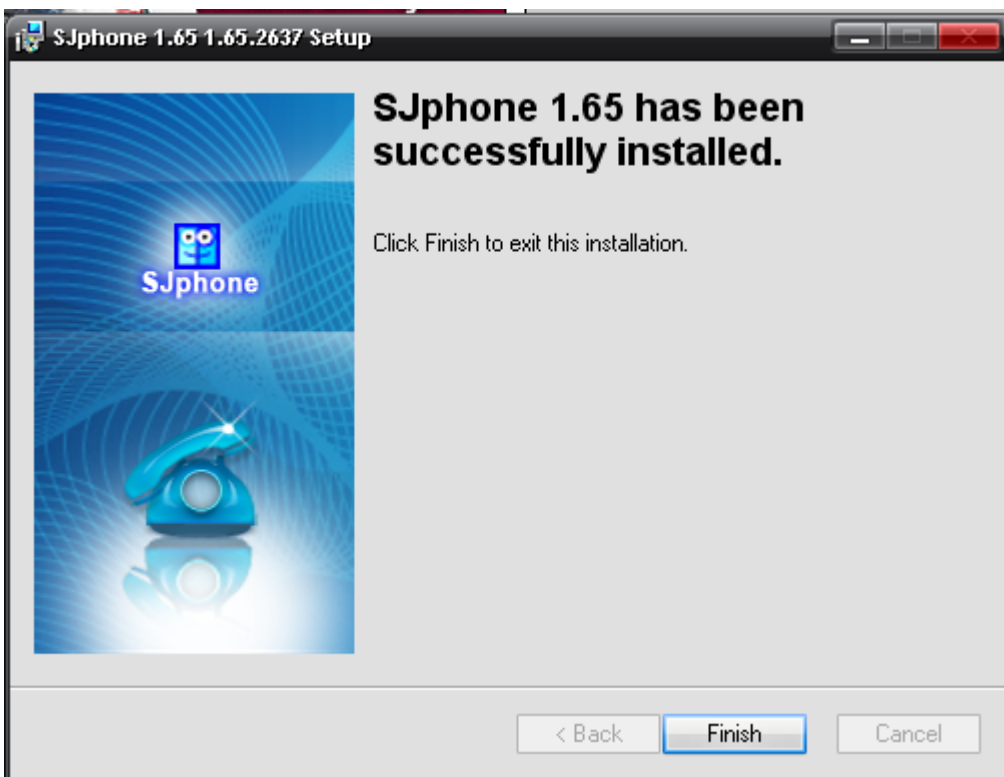 SJphone 1.65 1.65.2637 Setup
SJphone 1.65 has been
successfully installed.
Click Finish to exit this installation.
SJphone
< Back
Finish
Cancel